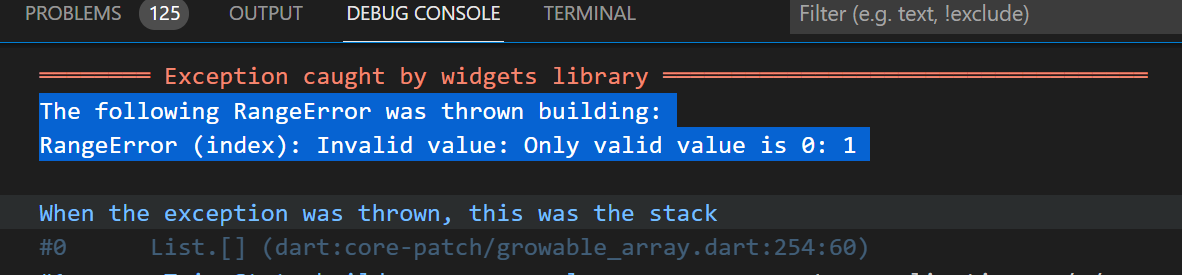 PROBLEMS 125 OUTPUT DEBUG CONSOLE TERMINAL Filter (e.g. text, !exclude)
════════ Exception caught by widgets library ═══════════════════════════════════
The following RangeError was thrown building:
RangeError (index): Invalid value: Only valid value is 0: 1
When the exception was thrown, this was the stack
#0 List.[] (dart:core-patch/growable_array.dart:254:60)